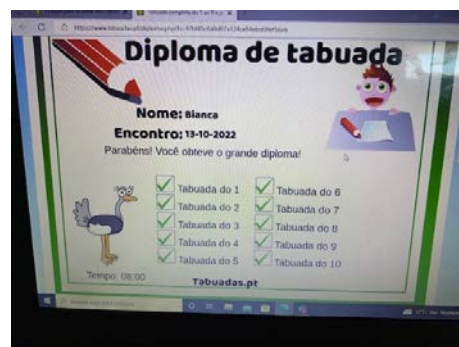 Diploma de tabuada
Nome: Bianca
Encontro: 13-10-2022
Parabéns! Você obteve o grande diploma!
Tabuada do 1
Tabuada do 2
Tabuada do 3
Tabuada do 4
Tabuada do 5
Tabuada do 6
Tabuada do 7
Tabuada do 8
Tabuada do 9
Tabuada do 10
Tempo: 08:00
Tabuadas.pt